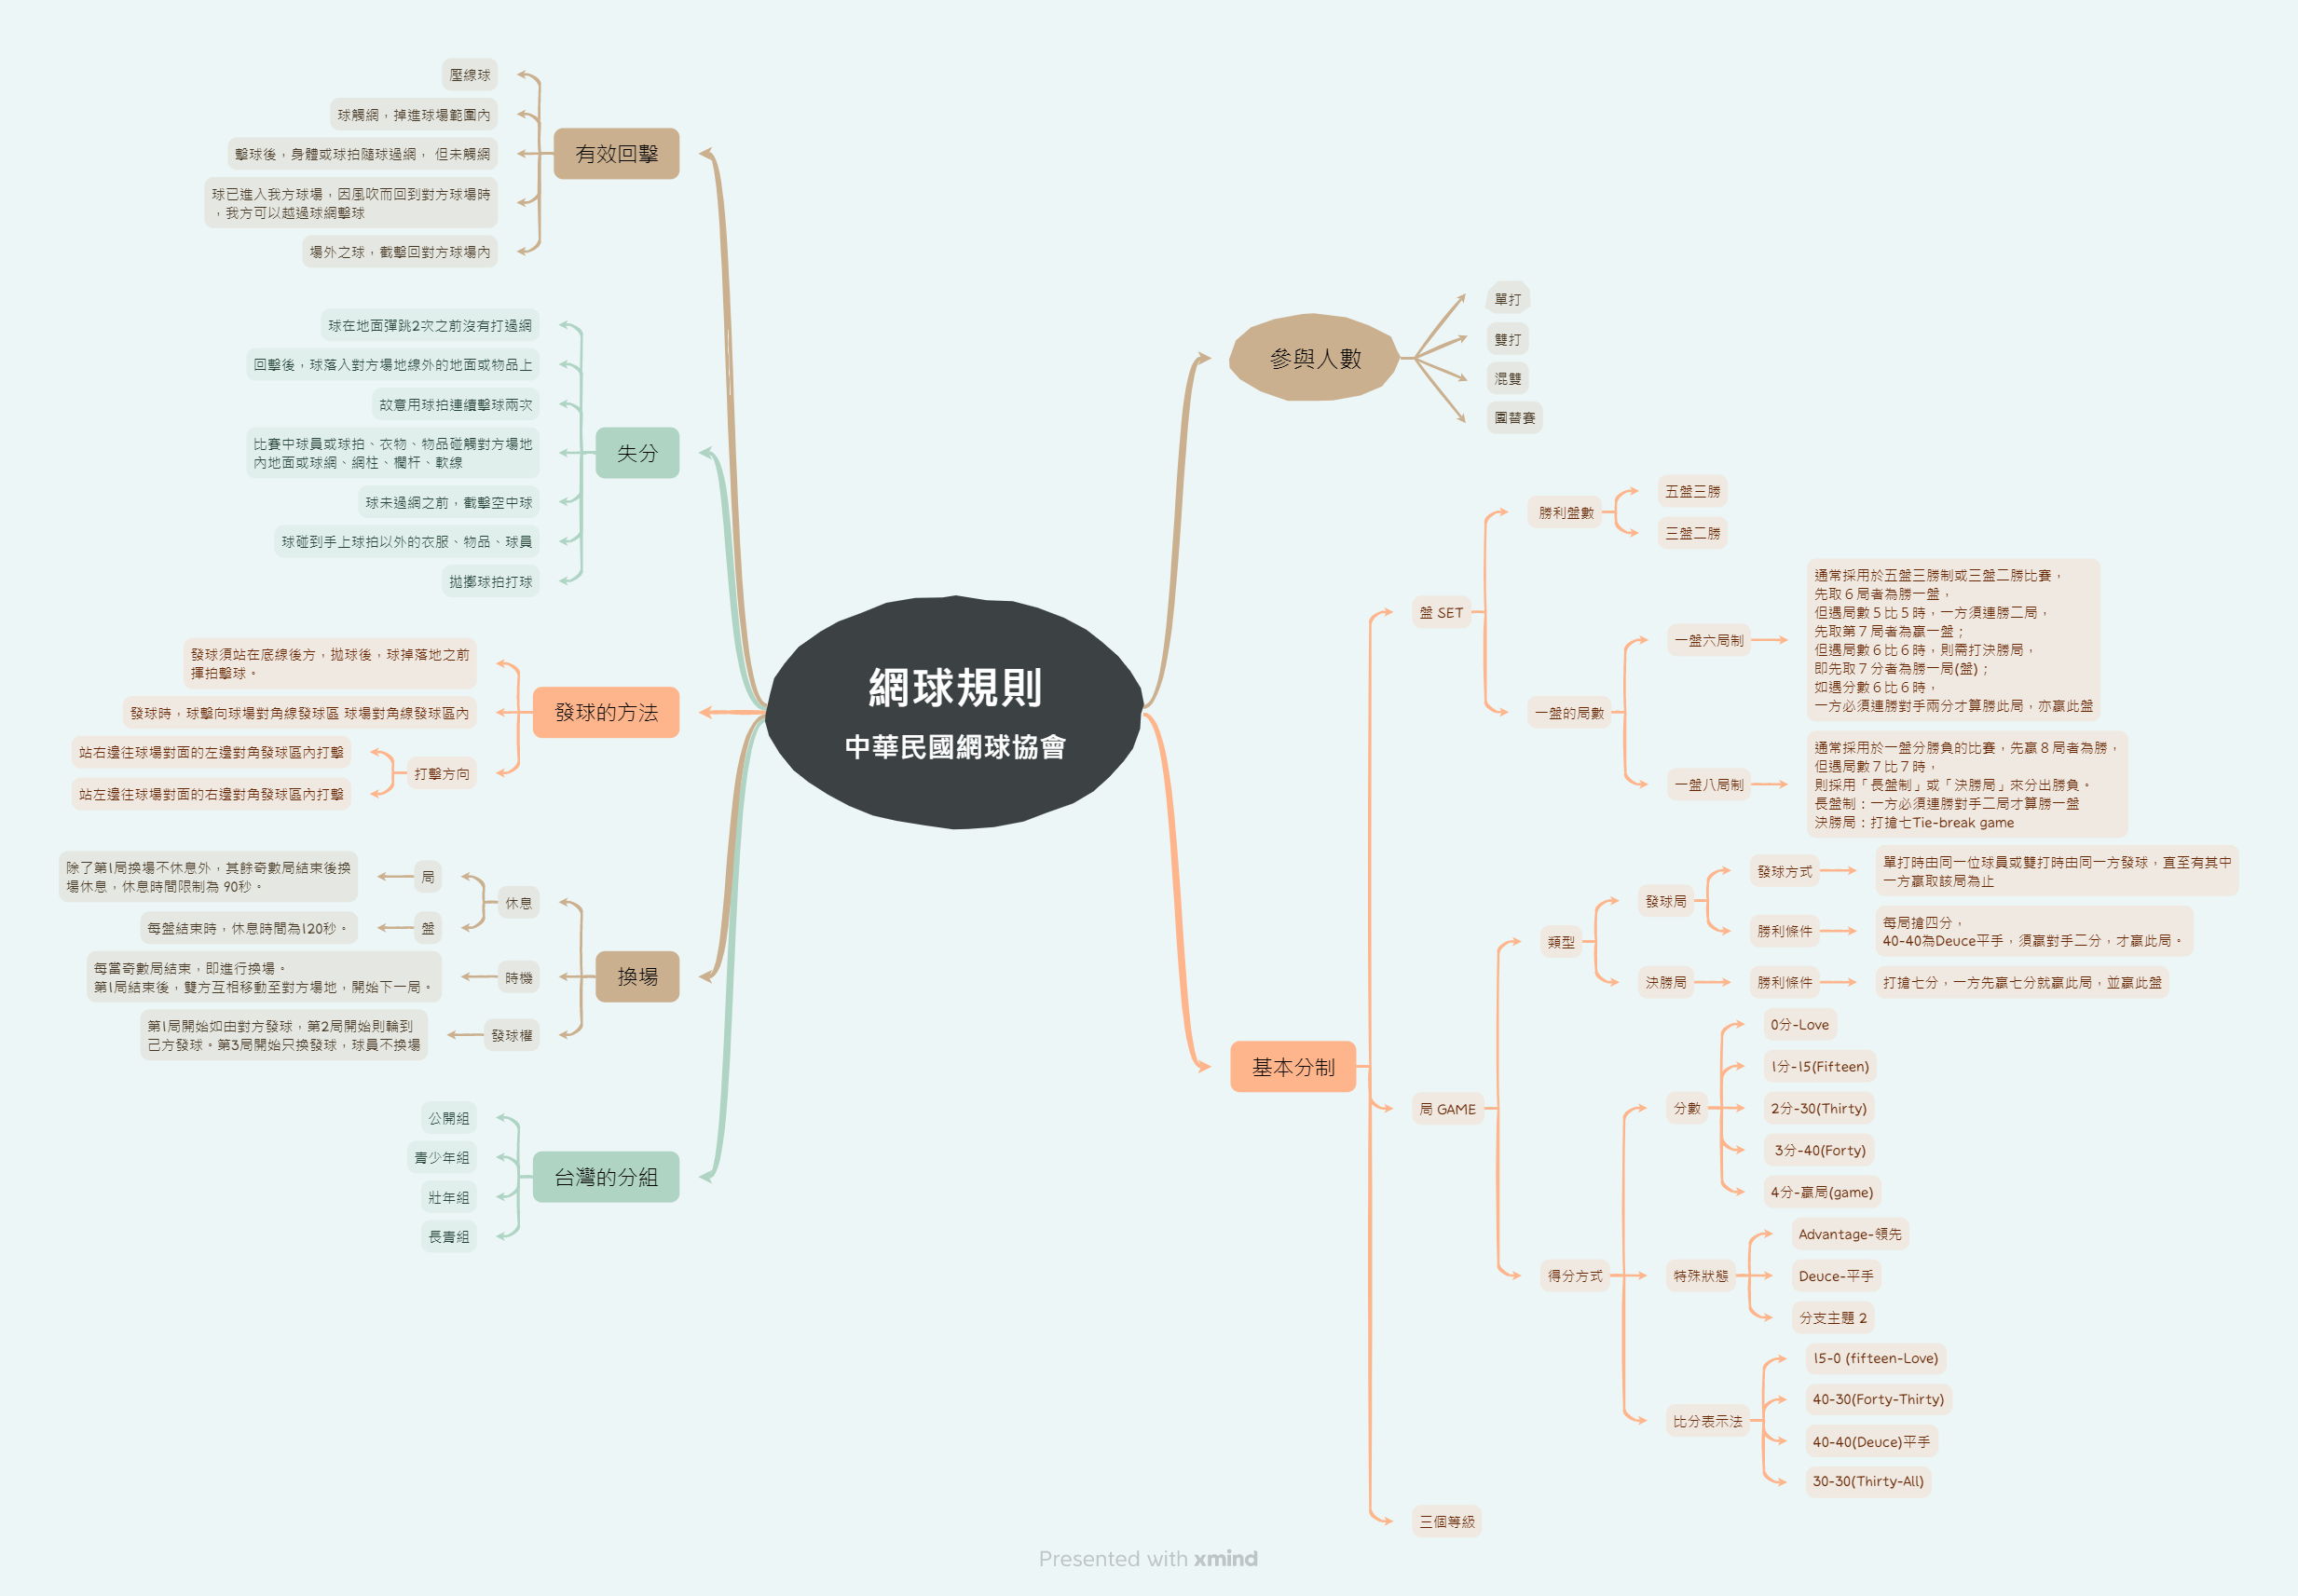 網球規則
中華民國網球協會
參與人數
單打
雙打
混雙
團替賽
基本分制
盤 SET
勝利盤數
五盤三勝
三盤二勝
一盤的局數
一盤六局制
通常採用於五盤三勝制或三盤二勝比賽，
先取６局者為勝一盤，
但遇局數５比５時，一方須連勝二局，
先取第７局者為贏一盤；
但遇局數６比６時，則需打決勝局，
即先取７分者為勝一局(盤)；
如遇分數６比６時，
一方必須連勝對手兩分才算勝此局，亦贏此盤
一盤八局制
通常採用於一盤分勝負的比賽，先贏８局者為勝，
但遇局數７比７時，
則採用「長盤制」或「決勝局」來分出勝負。
長盤制：一方必須連勝對手二局才算勝一盤
決勝局：打搶七Tie-break game
局 GAME
類型
發球局
發球方式
單打時由同一位球員或雙打時由同一方發球，直至有其中
一方贏取該局為止
勝利條件
每局搶四分，
40-40為Deuce平手，須贏對手二分，才贏此局。
決勝局
勝利條件
打搶七分，一方先贏七分就贏此局，並贏此盤
得分方式
分數
0分-Love
1分-15(Fifteen)
2分-30(Thirty)
3分-40(Forty)
4分-贏局(game)
特殊狀態
Advantage-領先
Deuce-平手
分支主題 2
比分表示法
15-0 (fifteen-Love)
40-30(Forty-Thirty)
40-40(Deuce)平手
30-30(Thirty-All)
三個等級
有效回擊
壓線球
球觸網，掉進球場範圍內
擊球後，身體或球拍隨球過網， 但未觸網
球已進入我方球場，因風吹而回到對方球場時
，我方可以越過球網擊球
場外之球，截擊回對方球場內
失分
球在地面彈跳2次之前沒有打過網
回擊後，球落入對方場地線外的地面或物品上
故意用球拍連續擊球兩次
比賽中球員或球拍、衣物、物品碰觸對方場地
內地面或球網、網柱、欄杆、軟線
球未過網之前，截擊空中球
球碰到手上球拍以外的衣服、物品、球員
拋擲球拍打球
發球的方法
發球須站在底線後方，拋球後，球掉落地之前
揮拍擊球。
發球時，球擊向球場對角線發球區 球場對角線發球區內
打擊方向
站右邊往球場對面的左邊對角發球區內打擊
站左邊往球場對面的右邊對角發球區內打擊
換場
休息
局
除了第1局換場不休息外，其餘奇數局結束後換
場休息，休息時間限制為 90秒。
盤
每盤結束時，休息時間為120秒。
時機
每當奇數局結束，即進行換場。
第1局結束後，雙方互相移動至對方場地，開始下一局。
發球權
第1局開始如由對方發球，第2局開始則輪到
己方發球。第3局開始只換發球，球員不換場
台灣的分組
公開組
青少年組
壯年組
長青組
Presented with xmind